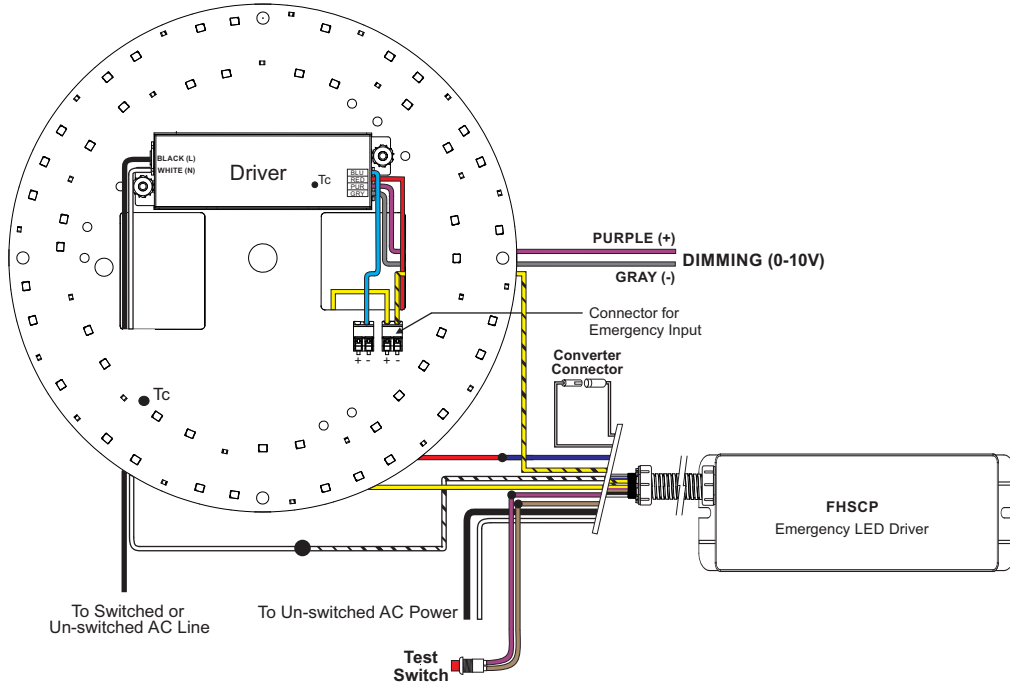 BLACK (L)
WHITE (N)
Driver
Tc
BLU
RED
PUR
GRY
PURPLE (+)
DIMMING (0-10V)
GRAY (-)
Connector for
Emergency Input
+ - + -
Converter
Connector
Tc
FHSCP
Emergency LED Driver
To Switched or
Un-switched AC Line
To Un-switched AC Power
Test
Switch